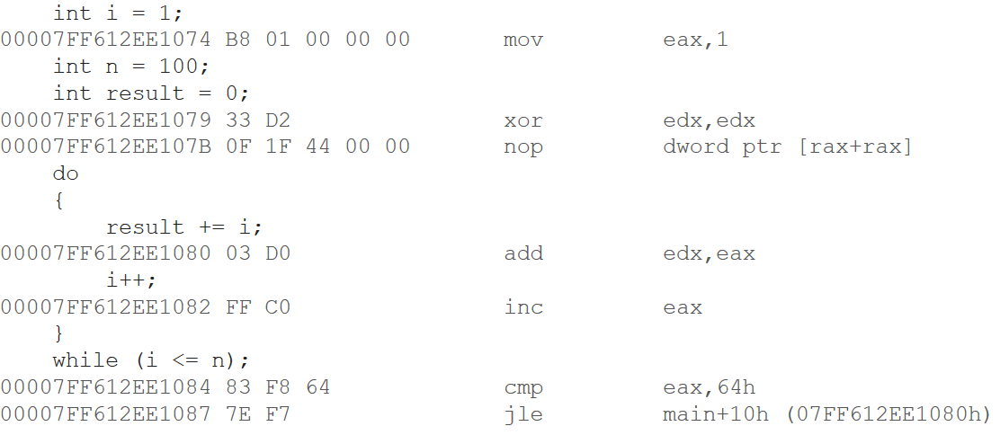 int i = 1;
00007FF612EE1074 B8 01 00 00 00 mov eax,1
int n = 100;
int result = 0;
00007FF612EE1079 33 D2 xor edx,edx
00007FF612EE107B 0F 1F 44 00 00 nop dword ptr [rax+rax]
do
{
result += i;
00007FF612EE1080 03 D0 add edx,eax
i++;
00007FF612EE1082 FF C0 inc eax
}
while (i <= n);
00007FF612EE1084 83 F8 64 cmp eax,64h
00007FF612EE1087 7E F7 jle main+10h (07FF612EE1080h)